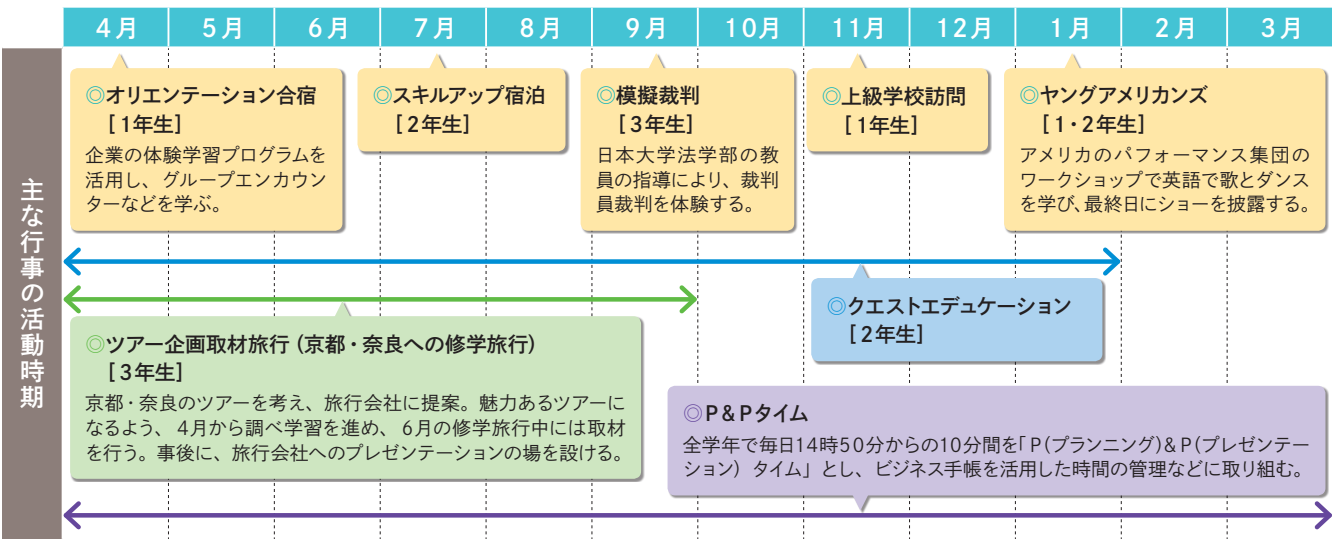 4月 5月 6月 7月 8月 9月 10月 11月 12月 1月 2月 3月
主な行事の活動時期
◎オリエンテーション合宿
[1年生]
企業の体験学習プログラムを
活用し、グループエンカウン
ターなどを学ぶ。
◎スキルアップ宿泊
[2年生]
◎模擬裁判
[3年生]
日本大学法学部の教
員の指導により、裁判
員裁判を体験する。
◎上級学校訪問
[1年生]
◎ヤングアメリカンズ
[1・2年生]
アメリカのパフォーマンス集団の
ワークショップで英語で歌とダンス
を学び、最終日にショーを披露する。
◎クエストエデュケーション
[2年生]
◎ツアー企画取材旅行(京都・奈良への修学旅行)
[3年生]
京都・奈良のツアーを考え、旅行会社に提案。魅力あるツアーに
なるよう、4月から調べ学習を進め、6月の修学旅行中には取材
を行う。事後に、旅行会社へのプレゼンテーションの場を設ける。
◎P&Pタイム
全学年で毎日14時50分からの10分間を「P(プランニング)&P(プレゼンテー
ション) タイム」とし、ビジネス手帳を活用した時間の管理などに取り組む。